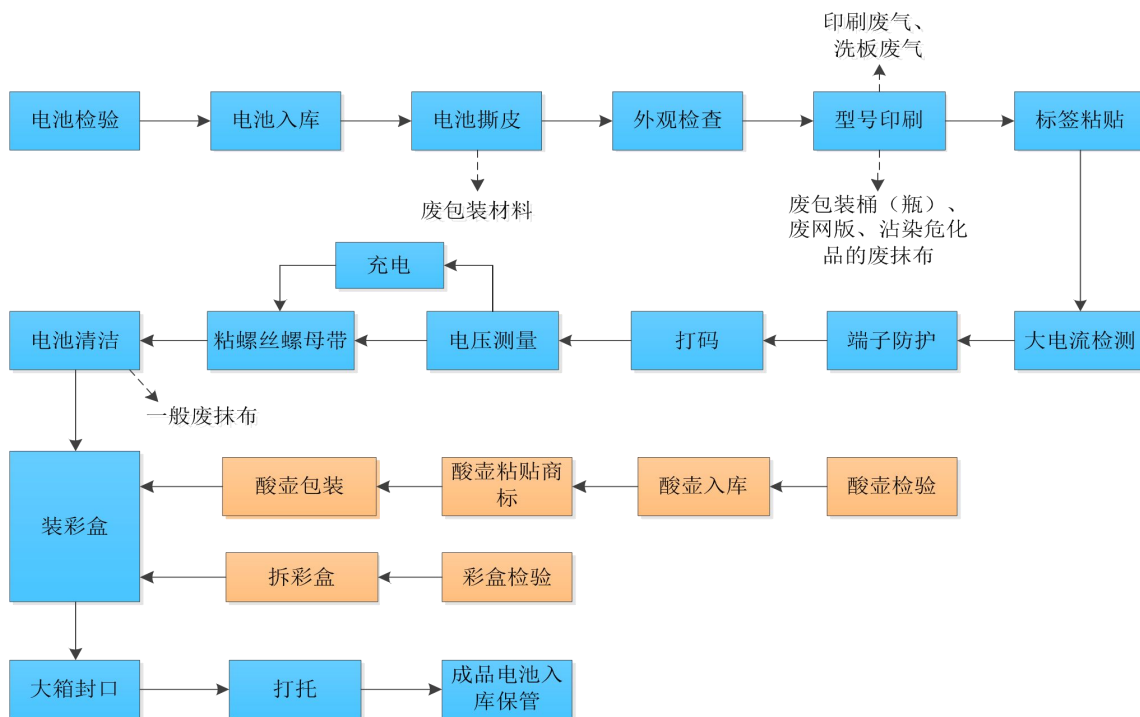 印刷废气、
洗板废气
电池检验
电池入库
电池撕皮
外观检查
型号印刷
标签粘贴
废包装材料
废包装桶（瓶）、
废网版、沾染危化
品的废抹布
充电
电池清洁
粘螺丝螺母带
电压测量
打码
端子防护
大电流检测
一般废抹布
装彩盒
酸壶包装
酸壶粘贴商
标
酸壶入库
酸壶检验
拆彩盒
彩盒检验
大箱封口
打托
成品电池入
库保管